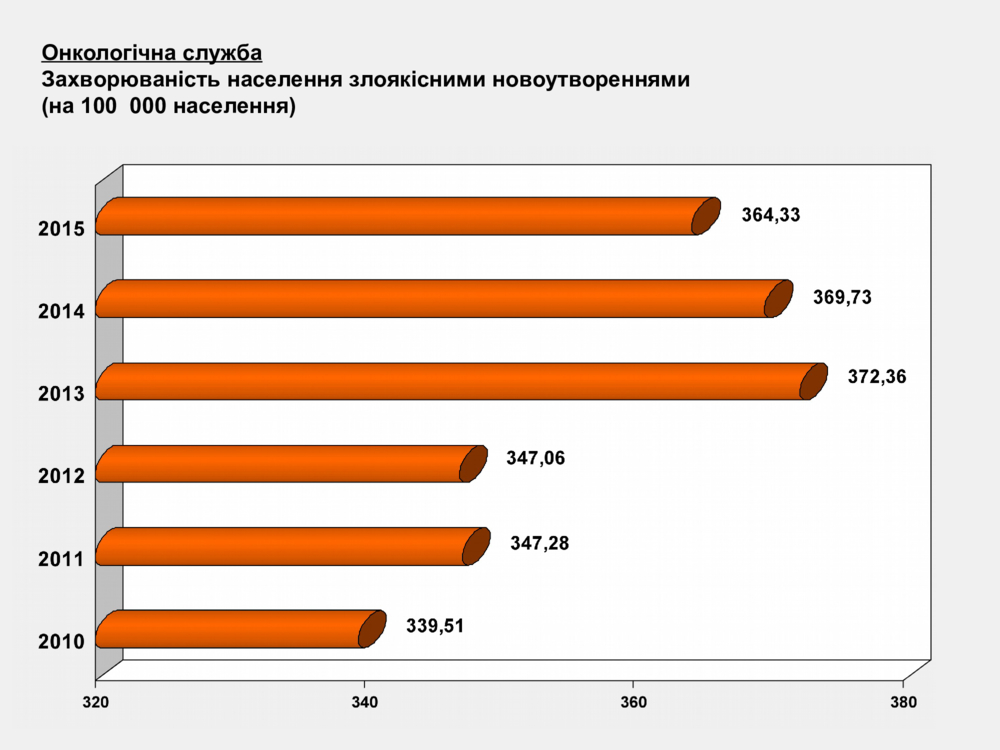 Онкологічна служба
Захворюваність населення злоякісними новоутвореннями
(на 100  000 населення)
2015 364,33
2014 369,73
2013 372,36
2012 347,06
2011 347,28
2010 339,51
320 340 360 380